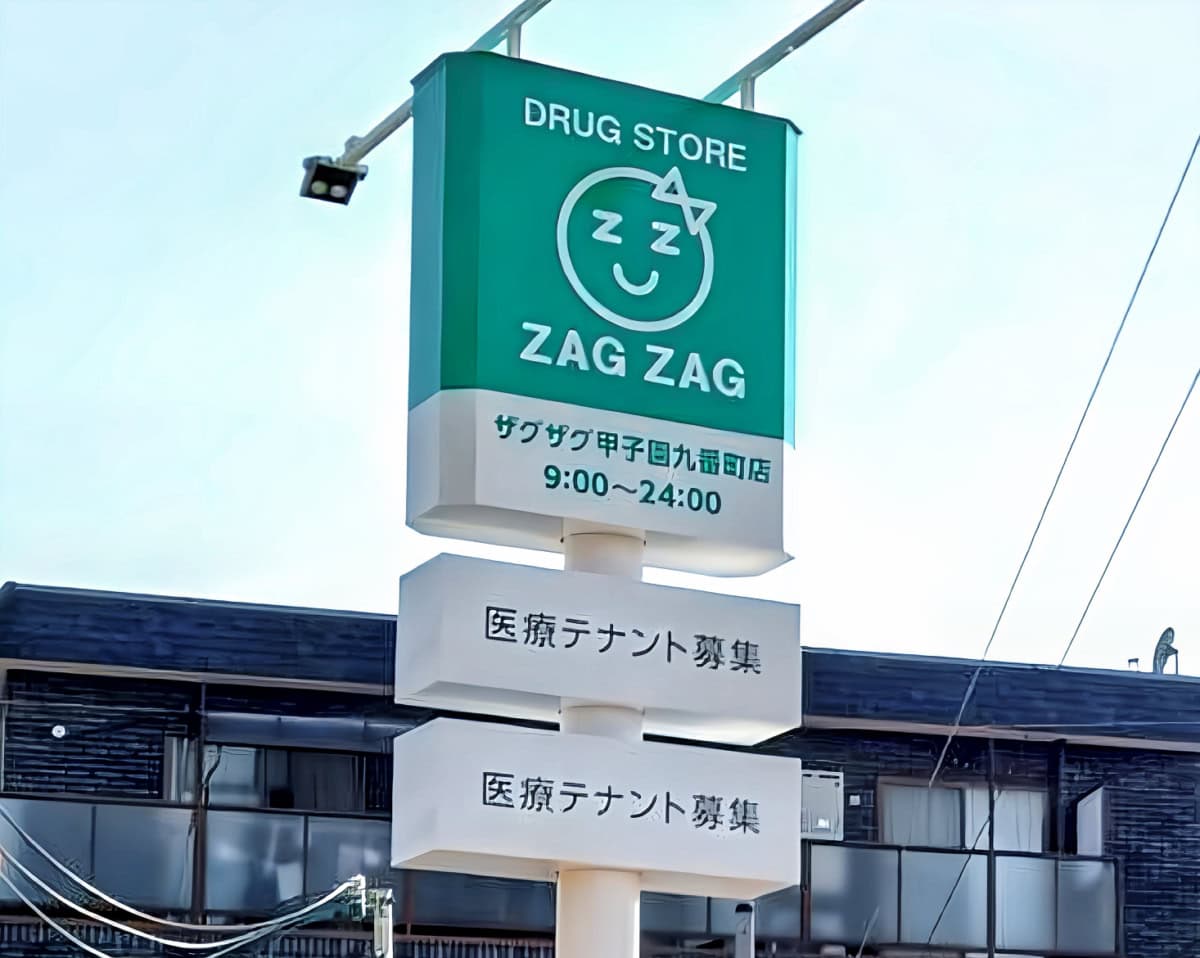 DRUG STORE
Z Z
ZAG ZAG
ザグザグ甲子園九番町店
9:00～24:00
医療テナント募集
医療テナント募集